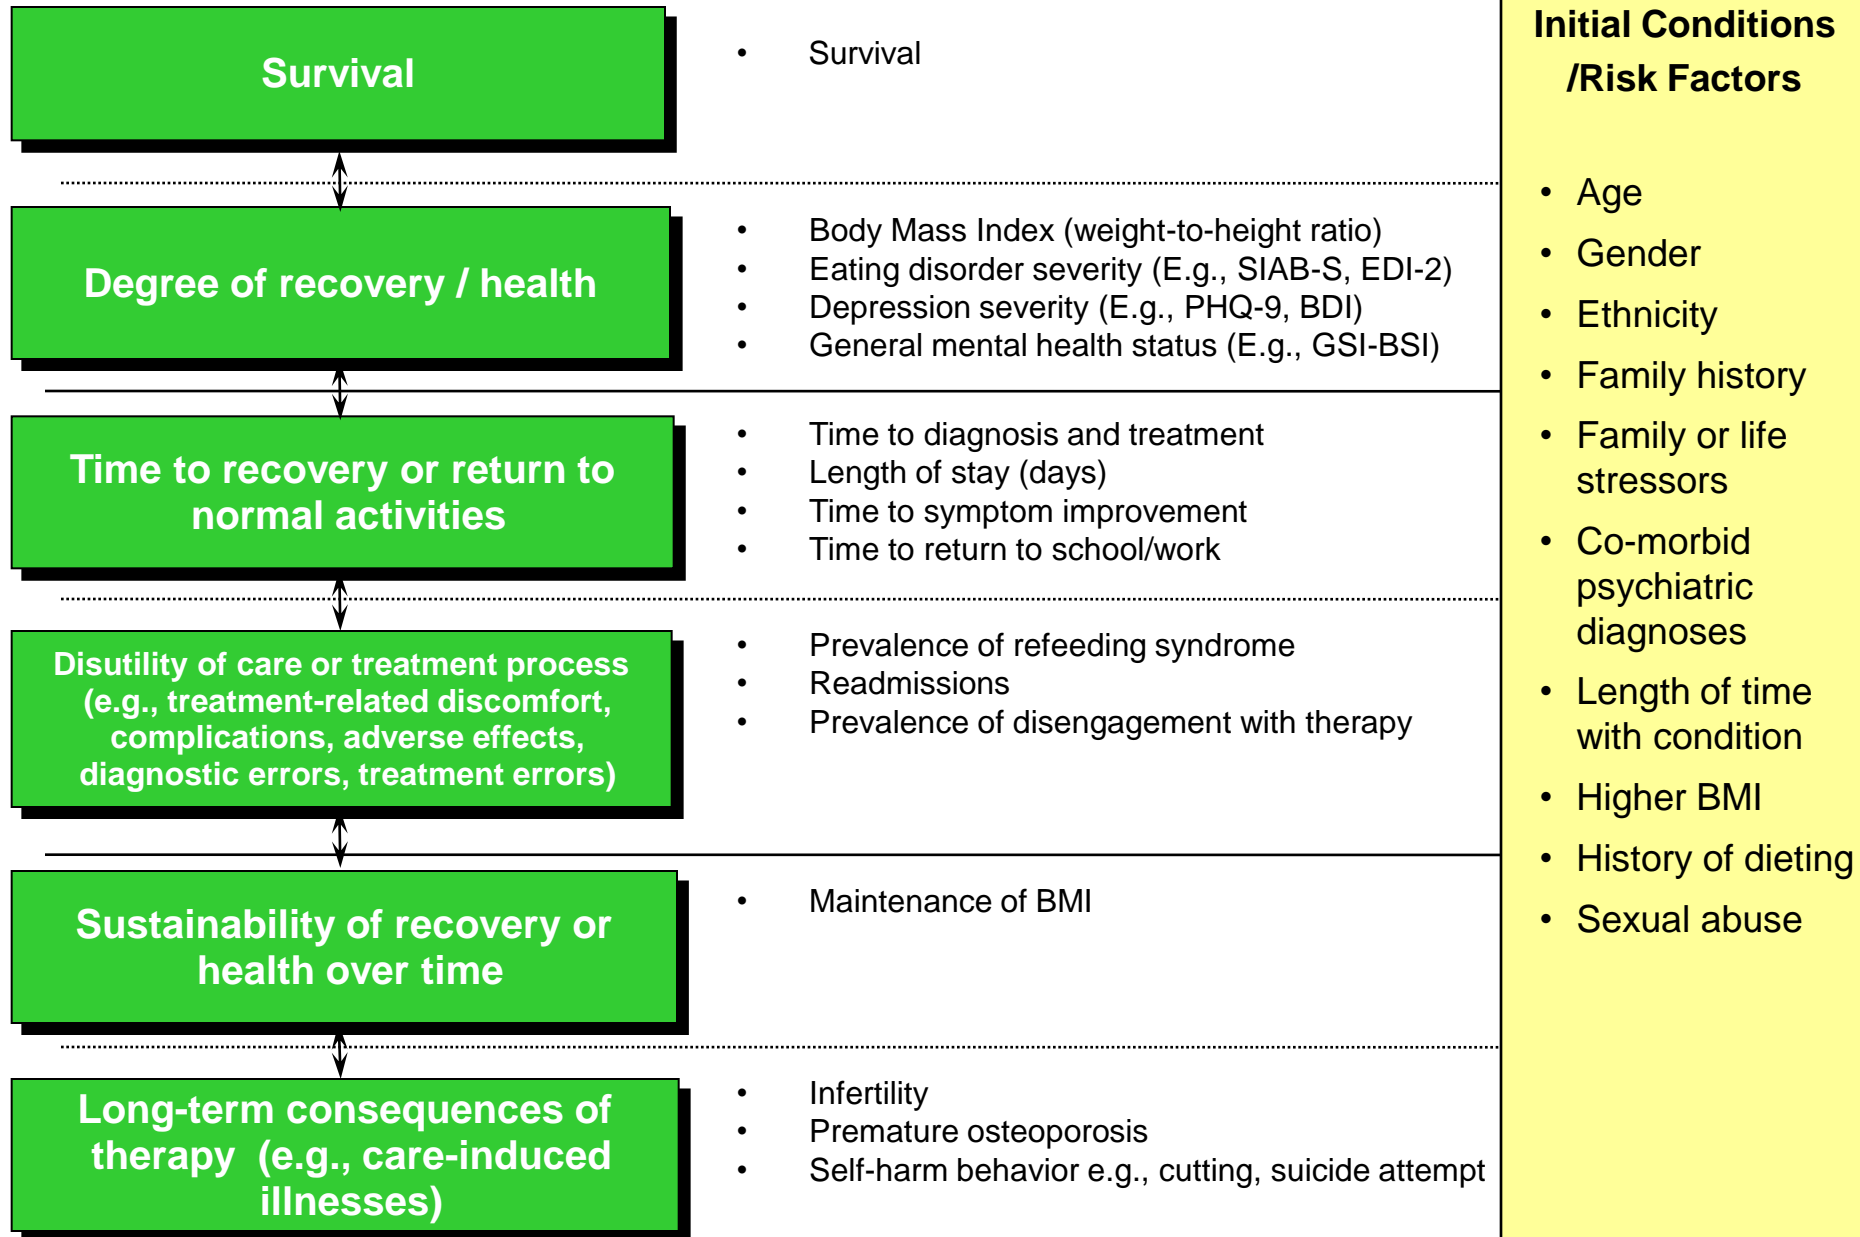 Survival
• Survival
Degree of recovery / health
• Body Mass Index (weight-to-height ratio)
• Eating disorder severity (E.g., SIAB-S, EDI-2)
• Depression severity (E.g., PHQ-9, BDI)
• General mental health status (E.g., GSI-BSI)
Time to recovery or return to
normal activities
• Time to diagnosis and treatment
• Length of stay (days)
• Time to symptom improvement
• Time to return to school/work
Disutility of care or treatment process
(e.g., treatment-related discomfort,
complications, adverse effects,
diagnostic errors, treatment errors)
• Prevalence of refeeding syndrome
• Readmissions
• Prevalence of disengagement with therapy
Sustainability of recovery or
health over time
• Maintenance of BMI
Long-term consequences of
therapy (e.g., care-induced
illnesses)
• Infertility
• Premature osteoporosis
• Self-harm behavior e.g., cutting, suicide attempt
Initial Conditions
/Risk Factors
• Age
• Gender
• Ethnicity
• Family history
• Family or life
stressors
• Co-morbid
psychiatric
diagnoses
• Length of time
with condition
• Higher BMI
• History of dieting
• Sexual abuse